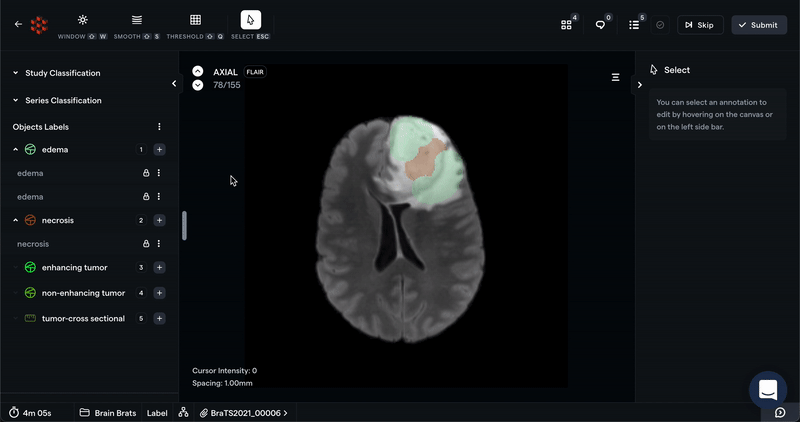 4
0
5
WINDOW W
SMOOTH S
THRESHOLD Q
SELECT ESC
Skip
Submit
Study Classification
Series Classification
Objects Labels
edema 1 +
edema
edema
necrosis 2 +
necrosis
enhancing tumor 3 +
non-enhancing tumor 4 +
tumor-cross sectional 5 +
AXIAL FLAIR
78/155
Cursor Intensity: 0
Spacing: 1.00mm
Select
You can select an annotation to
edit by hovering on the canvas or
on the left side bar.
4m 05s
Brain Brats
Label
BraTS2021_00006